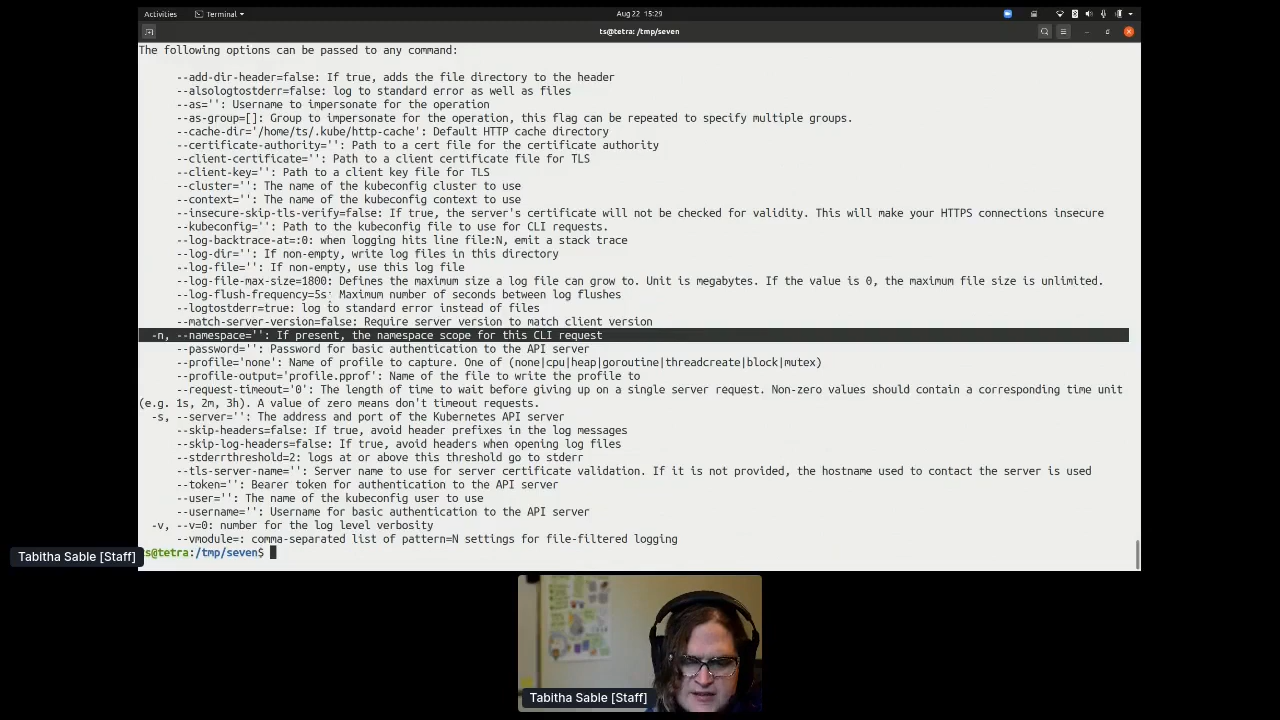 Activities
Terminal
Aug 22 15:29
ts@tetra: /tmp/seven
The following options can be passed to any command:
--add-dir-header=false: If true, adds the file directory to the header
--alsologtostderr=false: log to standard error as well as files
--as='': Username to impersonate for the operation
--as-group=[]: Group to impersonate for the operation, this flag can be repeated to specify multiple groups.
--cache-dir='/home/ts/.kube/http-cache': Default HTTP cache directory
--certificate-authority='': Path to a cert file for the certificate authority
--client-certificate='': Path to a client certificate file for TLS
--client-key='': Path to a client key file for TLS
--cluster='': The name of the kubeconfig cluster to use
--context='': The name of the kubeconfig context to use
--insecure-skip-tls-verify=false: If true, the server's certificate will not be checked for validity. This will make your HTTPS connections insecure
--kubeconfig='': Path to the kubeconfig file to use for CLI requests.
--log-backtrace-at=:0: when logging hits line file:N, emit a stack trace
--log-dir='': If non-empty, write log files in this directory
--log-file='': If non-empty, use this log file
--log-file-max-size=1800: Defines the maximum size a log file can grow to. Unit is megabytes. If the value is 0, the maximum file size is unlimited.
--log-flush-frequency=5s: Maximum number of seconds between log flushes
--logtostderr=true: log to standard error instead of files
--match-server-version=false: Require server version to match client version
-n, --namespace='': If present, the namespace scope for this CLI request
--password='': Password for basic authentication to the API server
--profile='none': Name of profile to capture. One of (none|cpu|heap|goroutine|threadcreate|block|mutex)
--profile-output='profile.pprof': Name of the file to write the profile to
--request-timeout='0': The length of time to wait before giving up on a single server request. Non-zero values should contain a corresponding time unit
(e.g. 1s, 2m, 3h). A value of zero means don't timeout requests.
-s, --server='': The address and port of the Kubernetes API server
--skip-headers=false: If true, avoid header prefixes in the log messages
--skip-log-headers=false: If true, avoid headers when opening log files
--stderrthreshold=2: logs at or above this threshold go to stderr
--tls-server-name='': Server name to use for server certificate validation. If it is not provided, the hostname used to contact the server is used
--token='': Bearer token for authentication to the API server
--user='': The name of the kubeconfig user to use
--username='': Username for basic authentication to the API server
-v, --v=0: number for the log level verbosity
--vmodule=: comma-separated list of pattern=N settings for file-filtered logging
s@tetra:/tmp/seven$
Tabitha Sable [Staff]
Tabitha Sable [Staff]